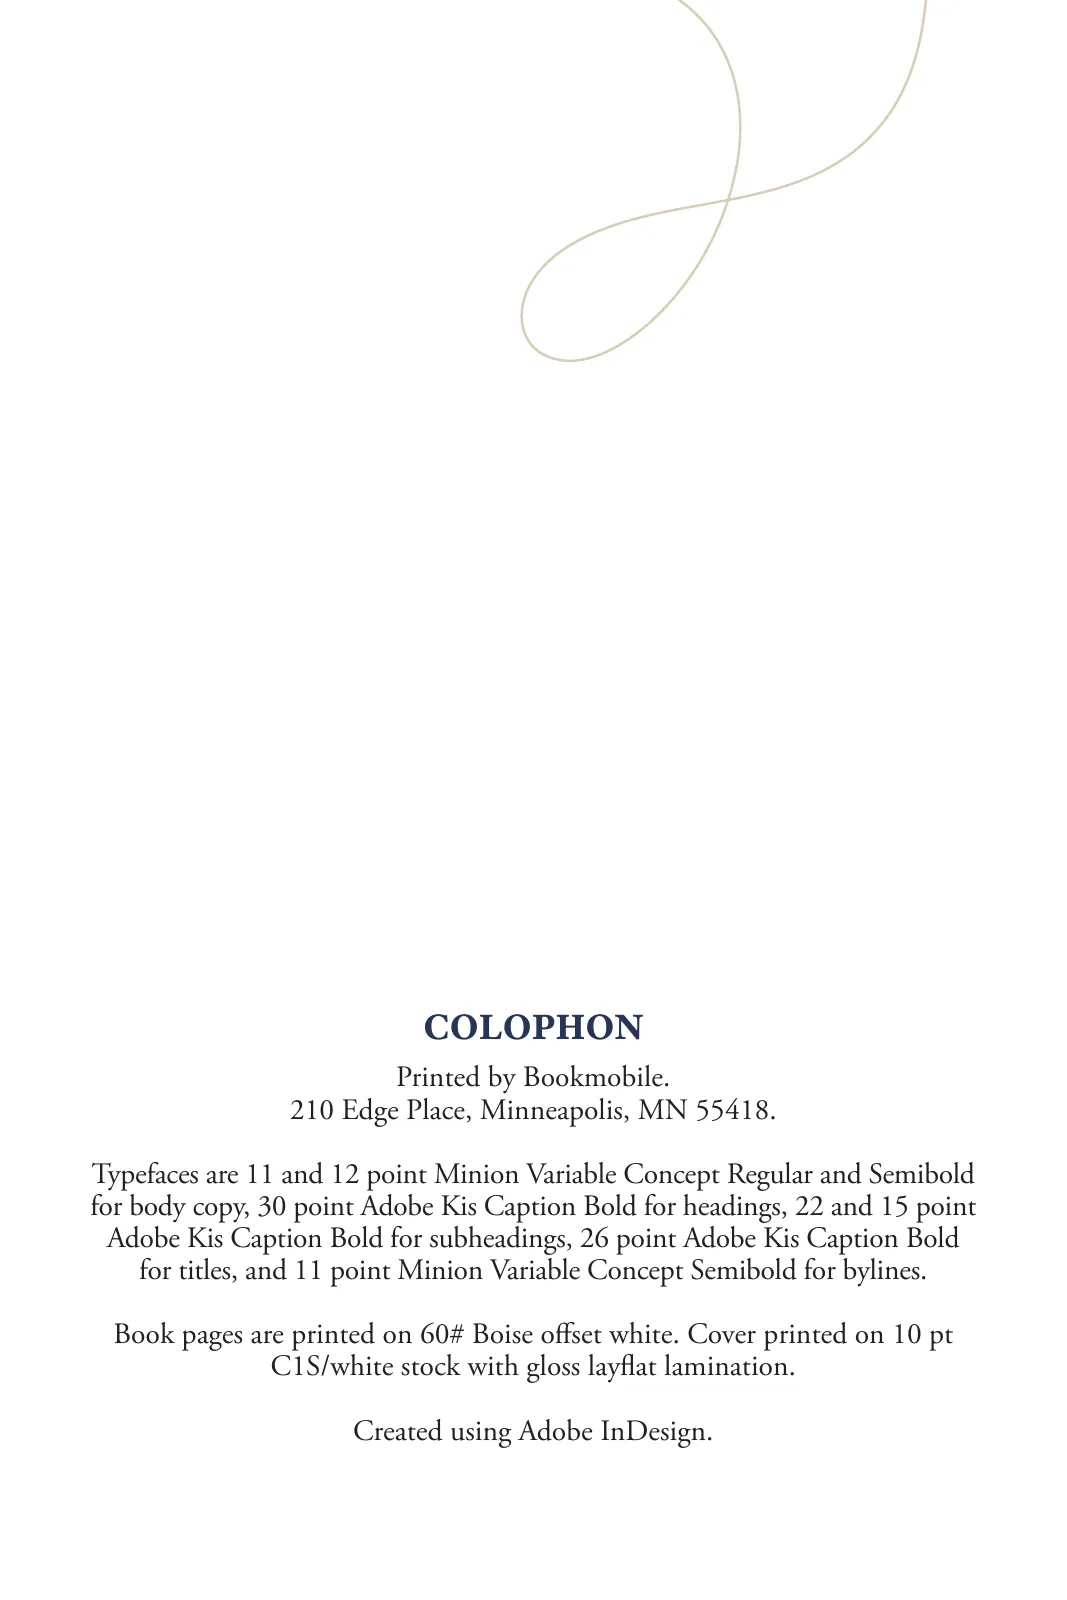 COLOPHON
Printed by Bookmobile.
210 Edge Place, Minneapolis, MN 55418.
Typefaces are 11 and 12 point Minion Variable Concept Regular and Semibold
for body copy, 30 point Adobe Kis Caption Bold for headings, 22 and 15 point
Adobe Kis Caption Bold for subheadings, 26 point Adobe Kis Caption Bold
for titles, and 11 point Minion Variable Concept Semibold for bylines.
Book pages are printed on 60# Boise offset white. Cover printed on 10 pt
C1S/white stock with gloss layflat lamination.
Created using Adobe InDesign.